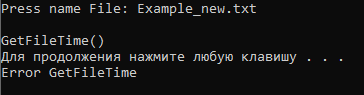 Press name File: Example_new.txt
GetFileTime()
Для продолжения нажмите любую клавишу . . .
Error GetFileTime